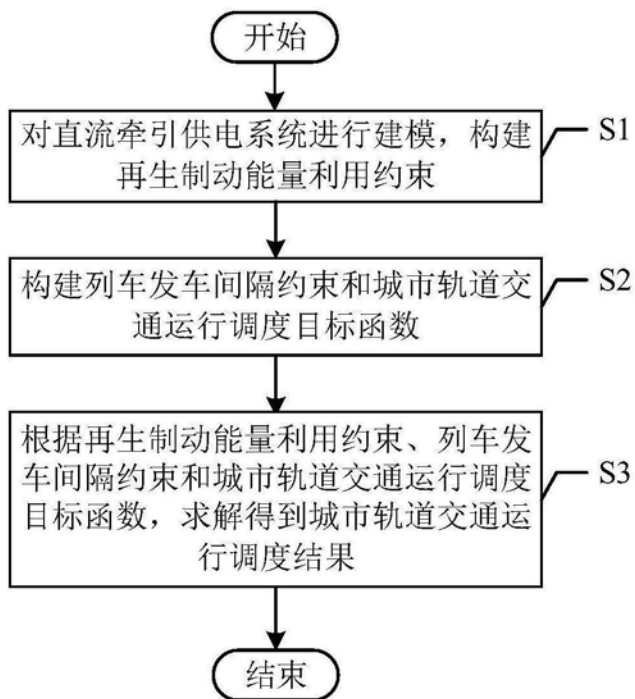 开始
对直流牵引供电系统进行建模，构建
再生制动能量利用约束
S1
构建列车发车间隔约束和城市轨道交
通运行调度目标函数
S2
根据再生制动能量利用约束、列车发
车间隔约束和城市轨道交通运行调度
目标函数，求解得到城市轨道交通运
行调度结果
S3
结束